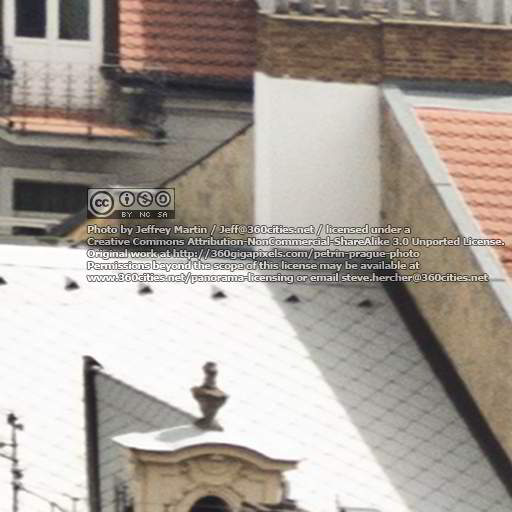 cc BY NC SA
Photo by Jeffrey Martin / Jeff@360cities.net / licensed under a
Creative Commons Attribution-NonCommercial-ShareAlike 3.0 Unported License.
Original work at http://360gigapixels.com/petrin-prague-photo
Permissions beyond the scope of this license may be available at
www.360cities.net/panorama-licensing or email steve.hercher@360cities.net